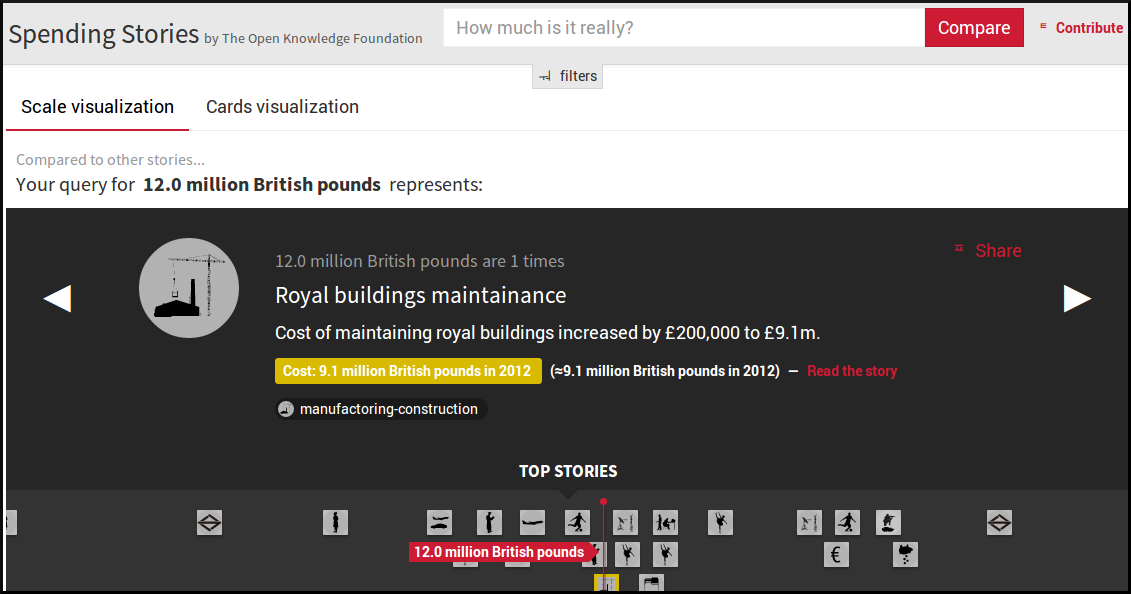 Spending Stories by The Open Knowledge Foundation
How much is it really?
Compare
Contribute
filters
Scale visualization
Cards visualization
Compared to other stories...
Your query for 12.0 million British pounds represents:
12.0 million British pounds are 1 times
Share
Royal buildings maintainance
Cost of maintaining royal buildings increased by £200,000 to £9.1m.
Cost: 9.1 million British pounds in 2012 (≈9.1 million British pounds in 2012) — Read the story
manufactoring-construction
TOP STORIES
12.0 million British pounds
€